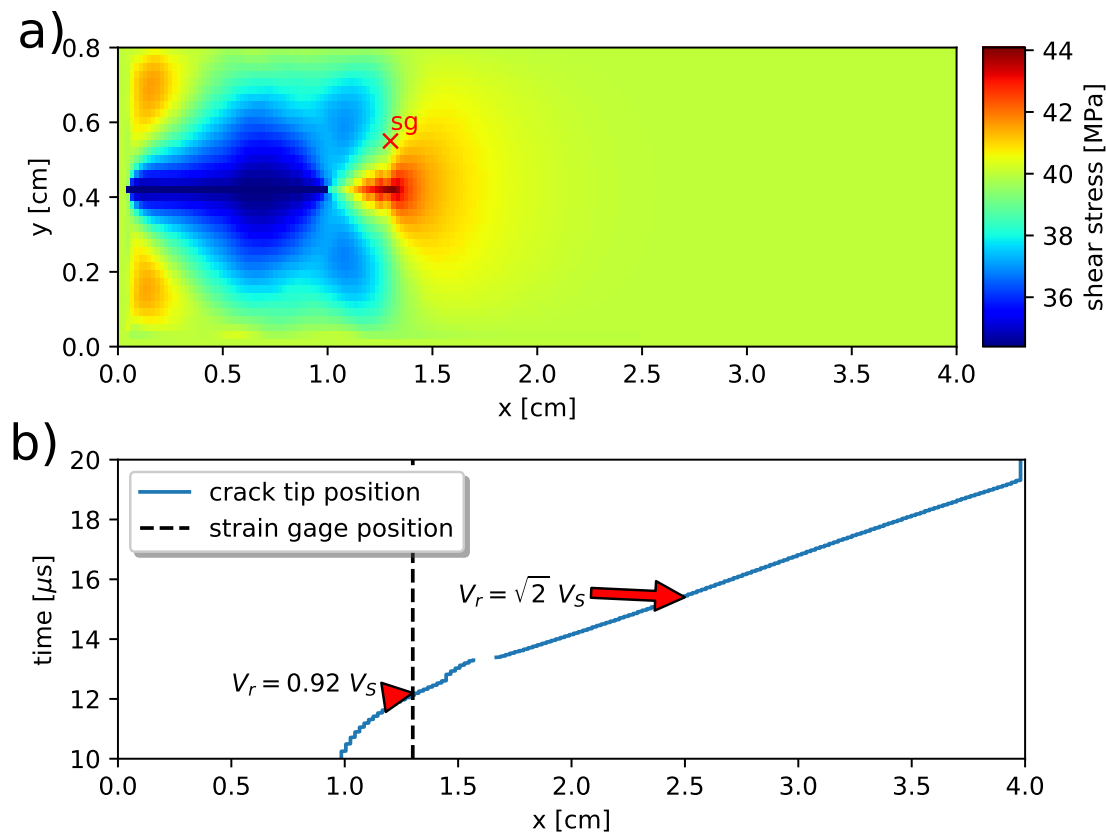 a)
0.8
0.6
0.4
0.2
0.0
y [cm]
sg
0.0 0.5 1.0 1.5 2.0 2.5 3.0 3.5 4.0
x [cm]
44
42
40
38
36
shear stress [MPa]
b)
20
18
16
14
12
10
time [μs]
crack tip position
strain gage position
V_r = √2 V_S
V_r = 0.92 V_S
0.0 0.5 1.0 1.5 2.0 2.5 3.0 3.5 4.0
x [cm]